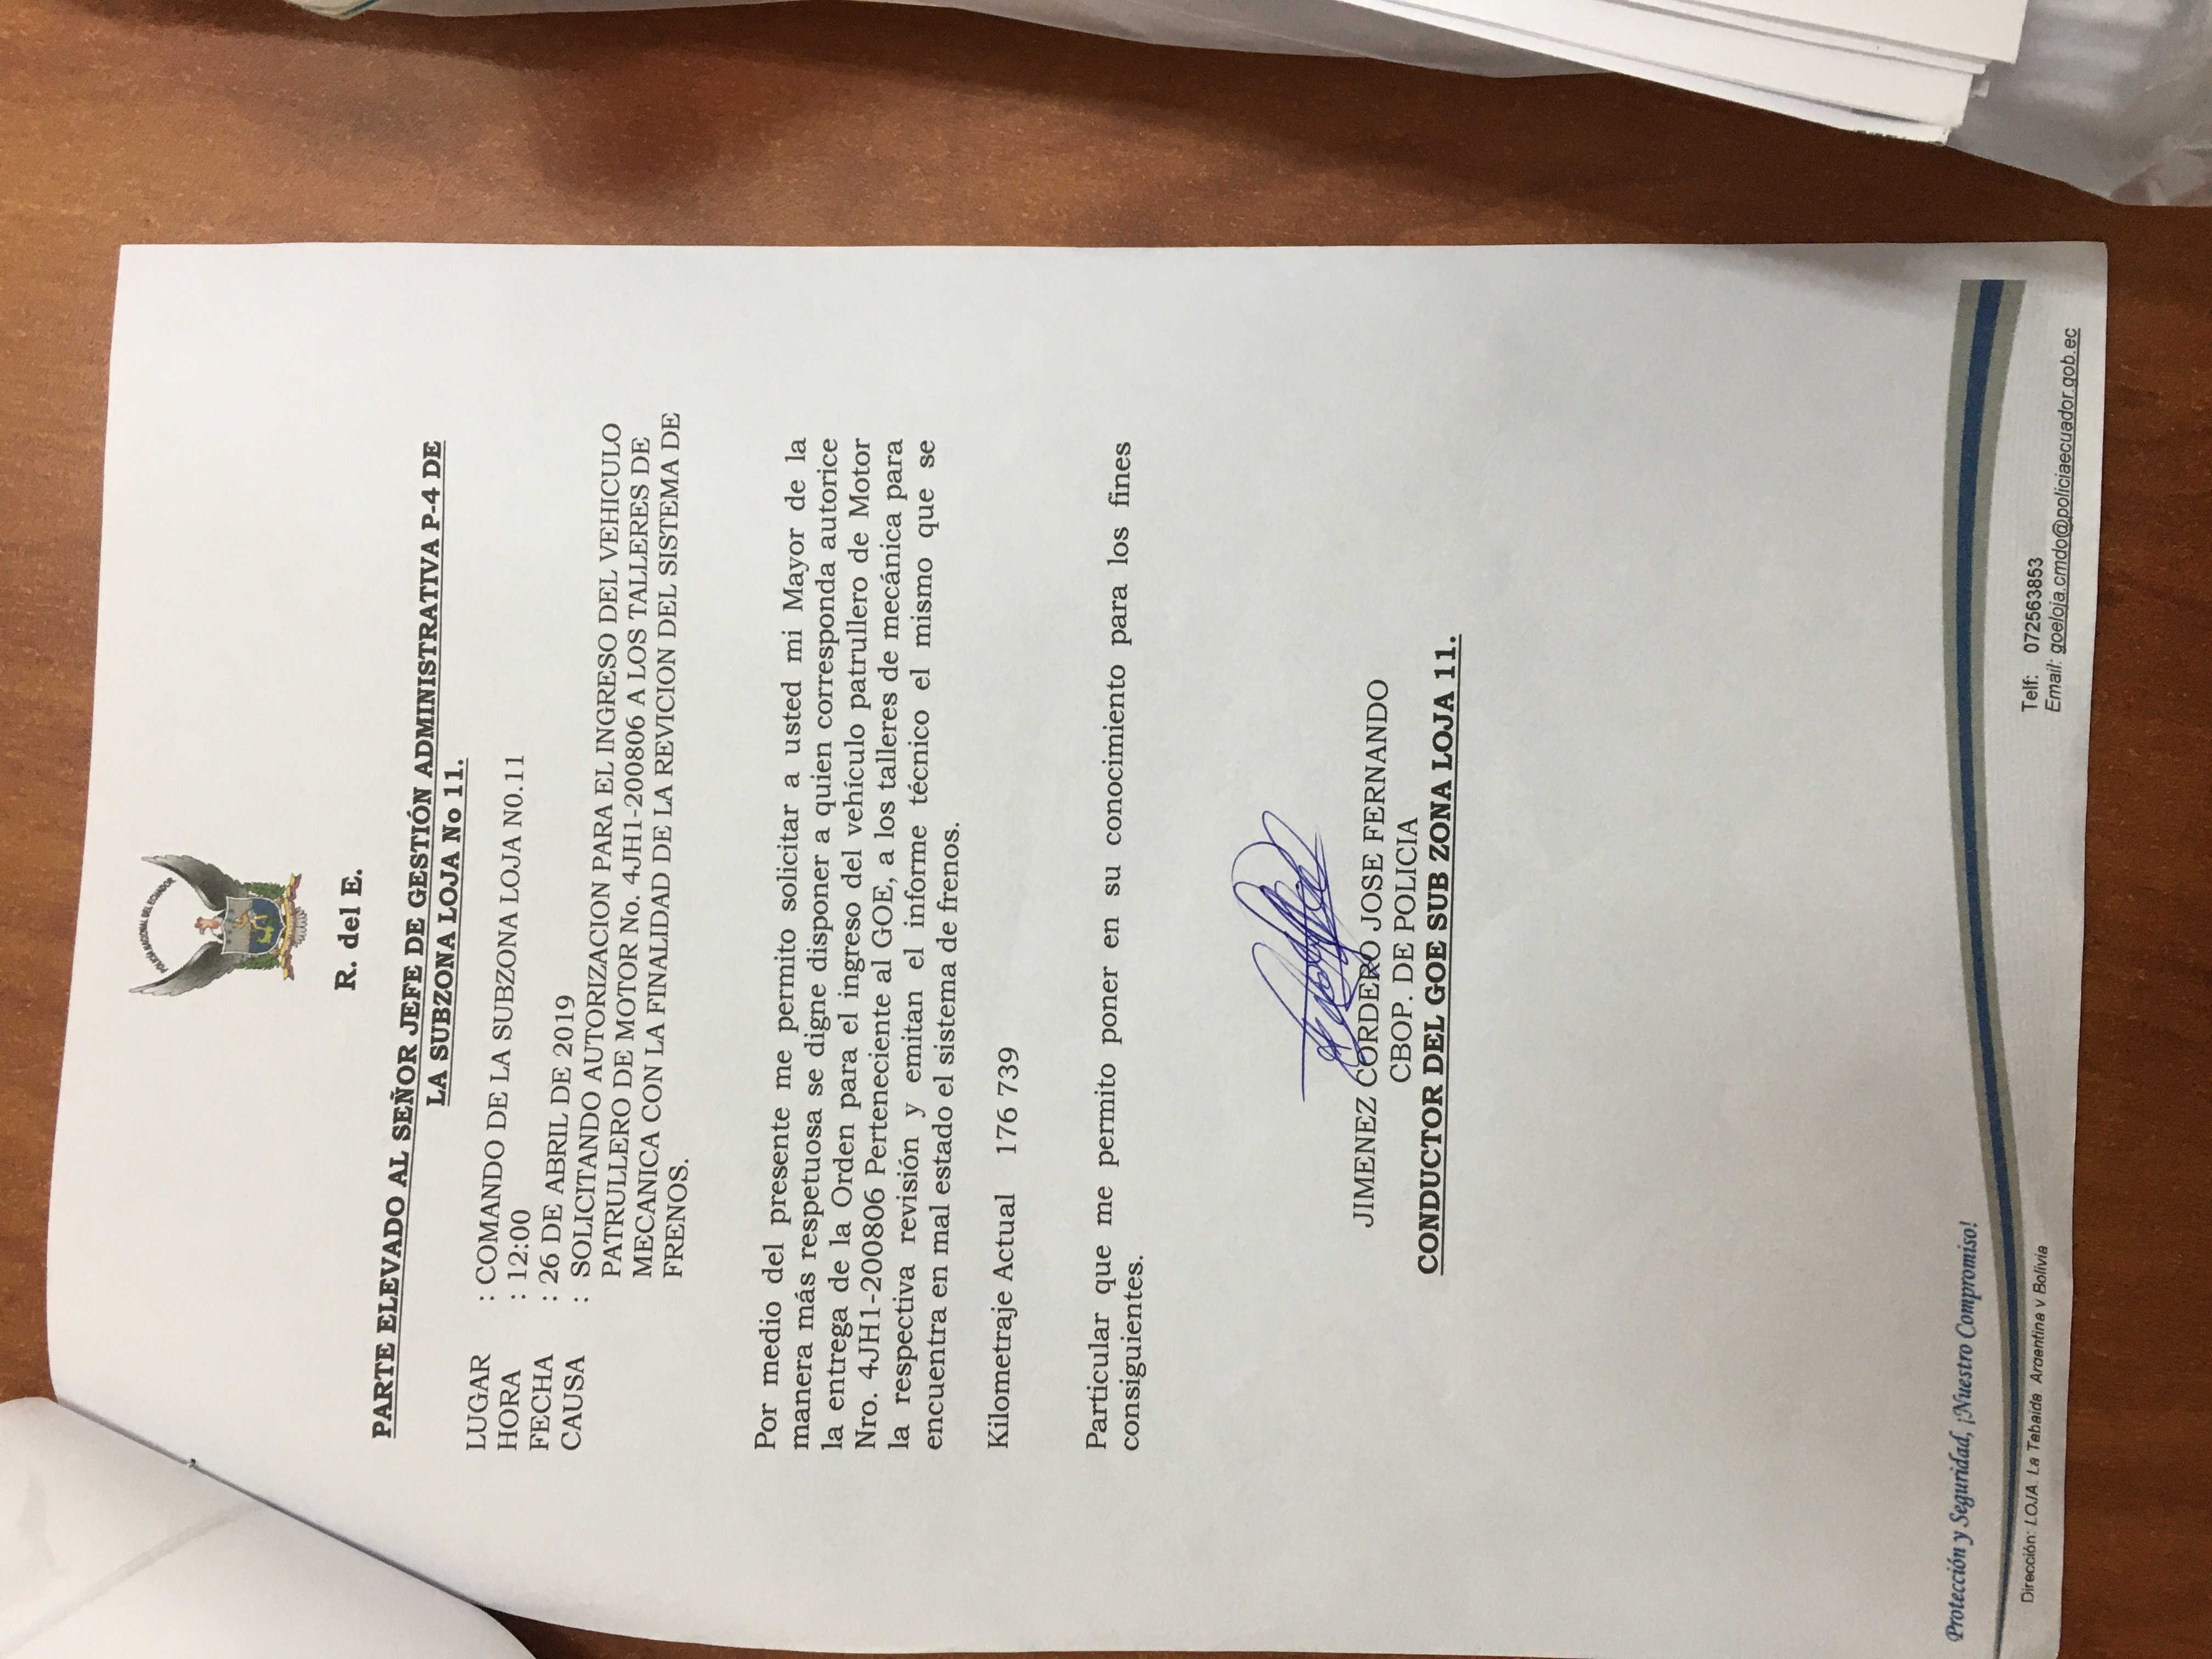 POLICÍA NACIONAL DEL ECUADOR
R. del E.
PARTE ELEVADO AL SEÑOR JEFE DE GESTIÓN ADMINISTRATIVA P-4 DE
LA SUBZONA LOJA No 11.
LUGAR : COMANDO DE LA SUBZONA LOJA N0.11
HORA : 12:00
FECHA : 26 DE ABRIL DE 2019
CAUSA : SOLICITANDO AUTORIZACION PARA EL INGRESO DEL VEHICULO
PATRULLERO DE MOTOR No. 4JH1-200806 A LOS TALLERES DE
MECANICA CON LA FINALIDAD DE LA REVICION DEL SISTEMA DE
FRENOS.
Por medio del presente me permito solicitar a usted mi Mayor de la
manera más respetuosa se digne disponer a quien corresponda autorice
la entrega de la Orden para el ingreso del vehículo patrullero de Motor
Nro. 4JH1-200806 Perteneciente al GOE, a los talleres de mecánica para
la respectiva revisión y emitan el informe técnico el mismo que se
encuentra en mal estado el sistema de frenos.
Kilometraje Actual 176 739
Particular que me permito poner en su conocimiento para los fines
consiguientes.
JIMENEZ CORDERO JOSE FERNANDO
CBOP. DE POLICIA
CONDUCTOR DEL GOE SUB ZONA LOJA 11.
Protección y Seguridad, ¡Nuestro Compromiso!
Dirección: LOJA. La Tebaida. Argentina y Bolivia
Telf: 072563853
Email: goeloja.cmdo@policiaecuador.gob.ec